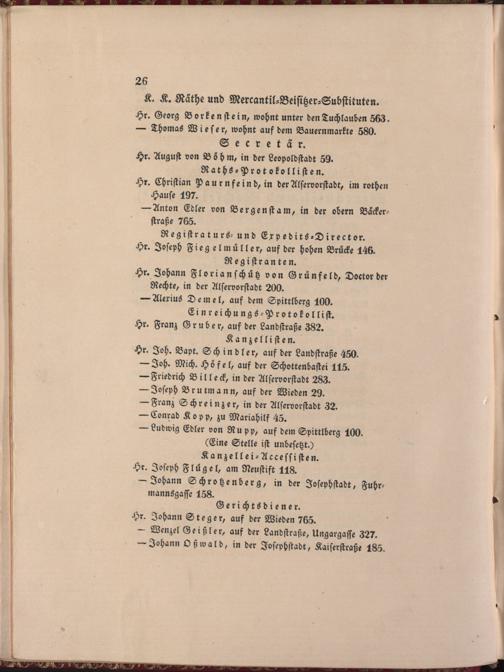 26
K. K. Räthe und Mercantil-Beisitzer-Substituten.
Hr. Georg Borkenstein, wohnt unter den Tuchlauben 563.
— Thomas Wieser, wohnt auf dem Bauernmarkte 580.
Secretär.
Hr. August von Böhm, in der Leopoldstadt 59.
Raths-Protokollisten.
Hr. Christian Paurnfeind, in der Alservorstadt, im rothen
Hause 197.
— Anton Edler von Bergenstam, in der obern Bäcker-
straße 765.
Registraturs- und Expedits-Director.
Hr. Joseph Fiegelmüller, auf der hohen Brücke 146.
Registranten.
Hr. Johann Florianschütz von Grünfeld, Doctor der
Rechte, in der Alservorstadt 200.
— Alexius Demel, auf dem Spittlberg 100.
Einreichungs-Protokollist.
Hr. Franz Gruber, auf der Landstraße 382.
Kanzellisten.
Hr. Joh. Bapt. Schindler, auf der Landstraße 450.
— Joh. Mich. Höfel, auf der Schottenbastei 115.
— Friedrich Billeck, in der Alservorstadt 283.
— Joseph Brutmann, auf der Wieden 29.
— Franz Schreinzer, in der Alservorstadt 32.
— Conrad Kopp, zu Mariahilf 45.
— Ludwig Edler von Rupp, auf dem Spittlberg 100.
(Eine Stelle ist unbesetzt.)
Kanzellei-Accessisten.
Hr. Joseph Flügel, am Neustift 118.
— Johann Schrotzenberg, in der Josephstadt, Fuhr-
mannsgasse 158.
Gerichtsdiener.
Hr. Johann Steger, auf der Wieden 765.
— Wenzel Geißler, auf der Landstraße, Ungargasse 327.
— Johann Oßwald, in der Josephstadt, Kaiserstraße 185.